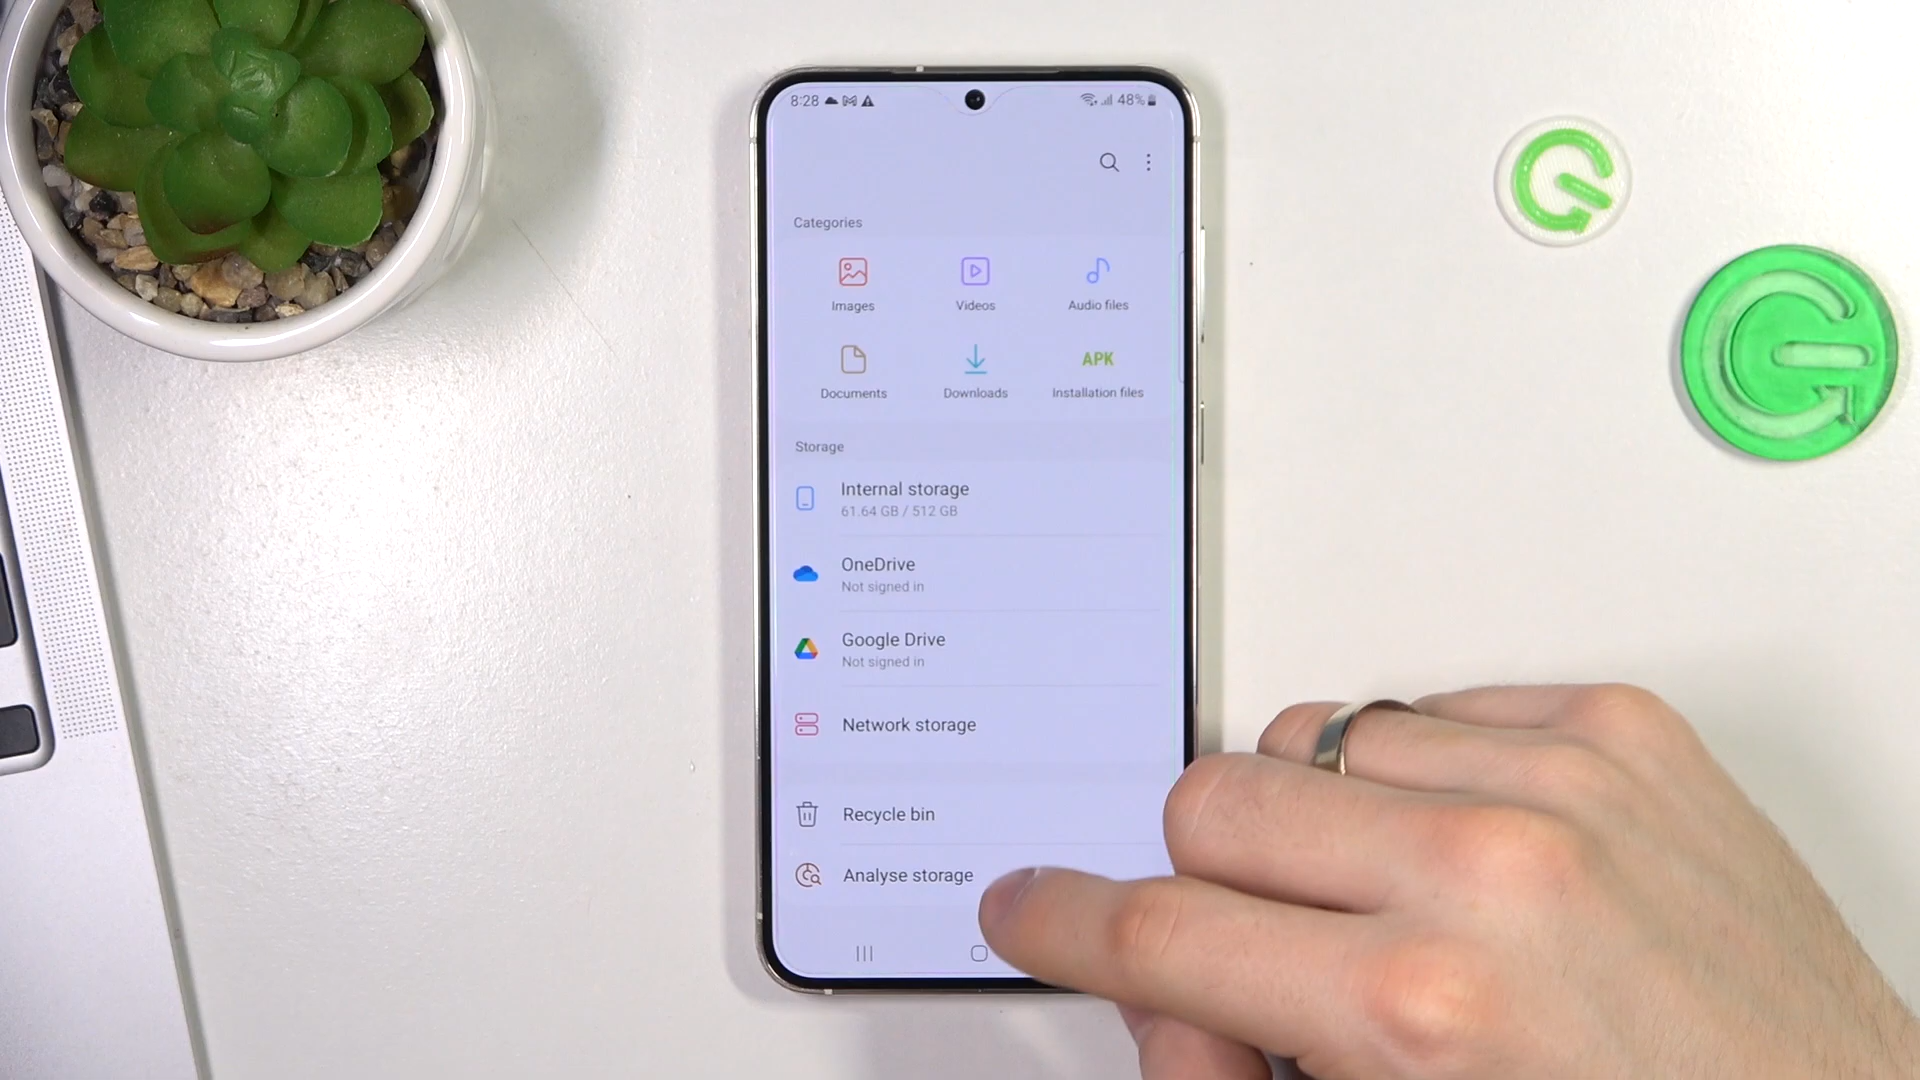 8:28 48%
Categories
Images Videos Audio files
APK
Documents Downloads Installation files
Storage
Internal storage
61.64 GB / 512 GB
OneDrive
Not signed in
Google Drive
Not signed in
Network storage
Recycle bin
Analyse storage